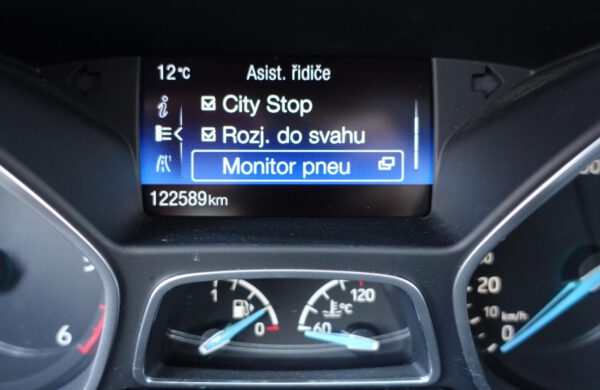 12°C Asist. řidiče
City Stop
Rozj. do svahu
Monitor pneu
122589km
1 0
°C 120
60
6
20
10 km/h
0